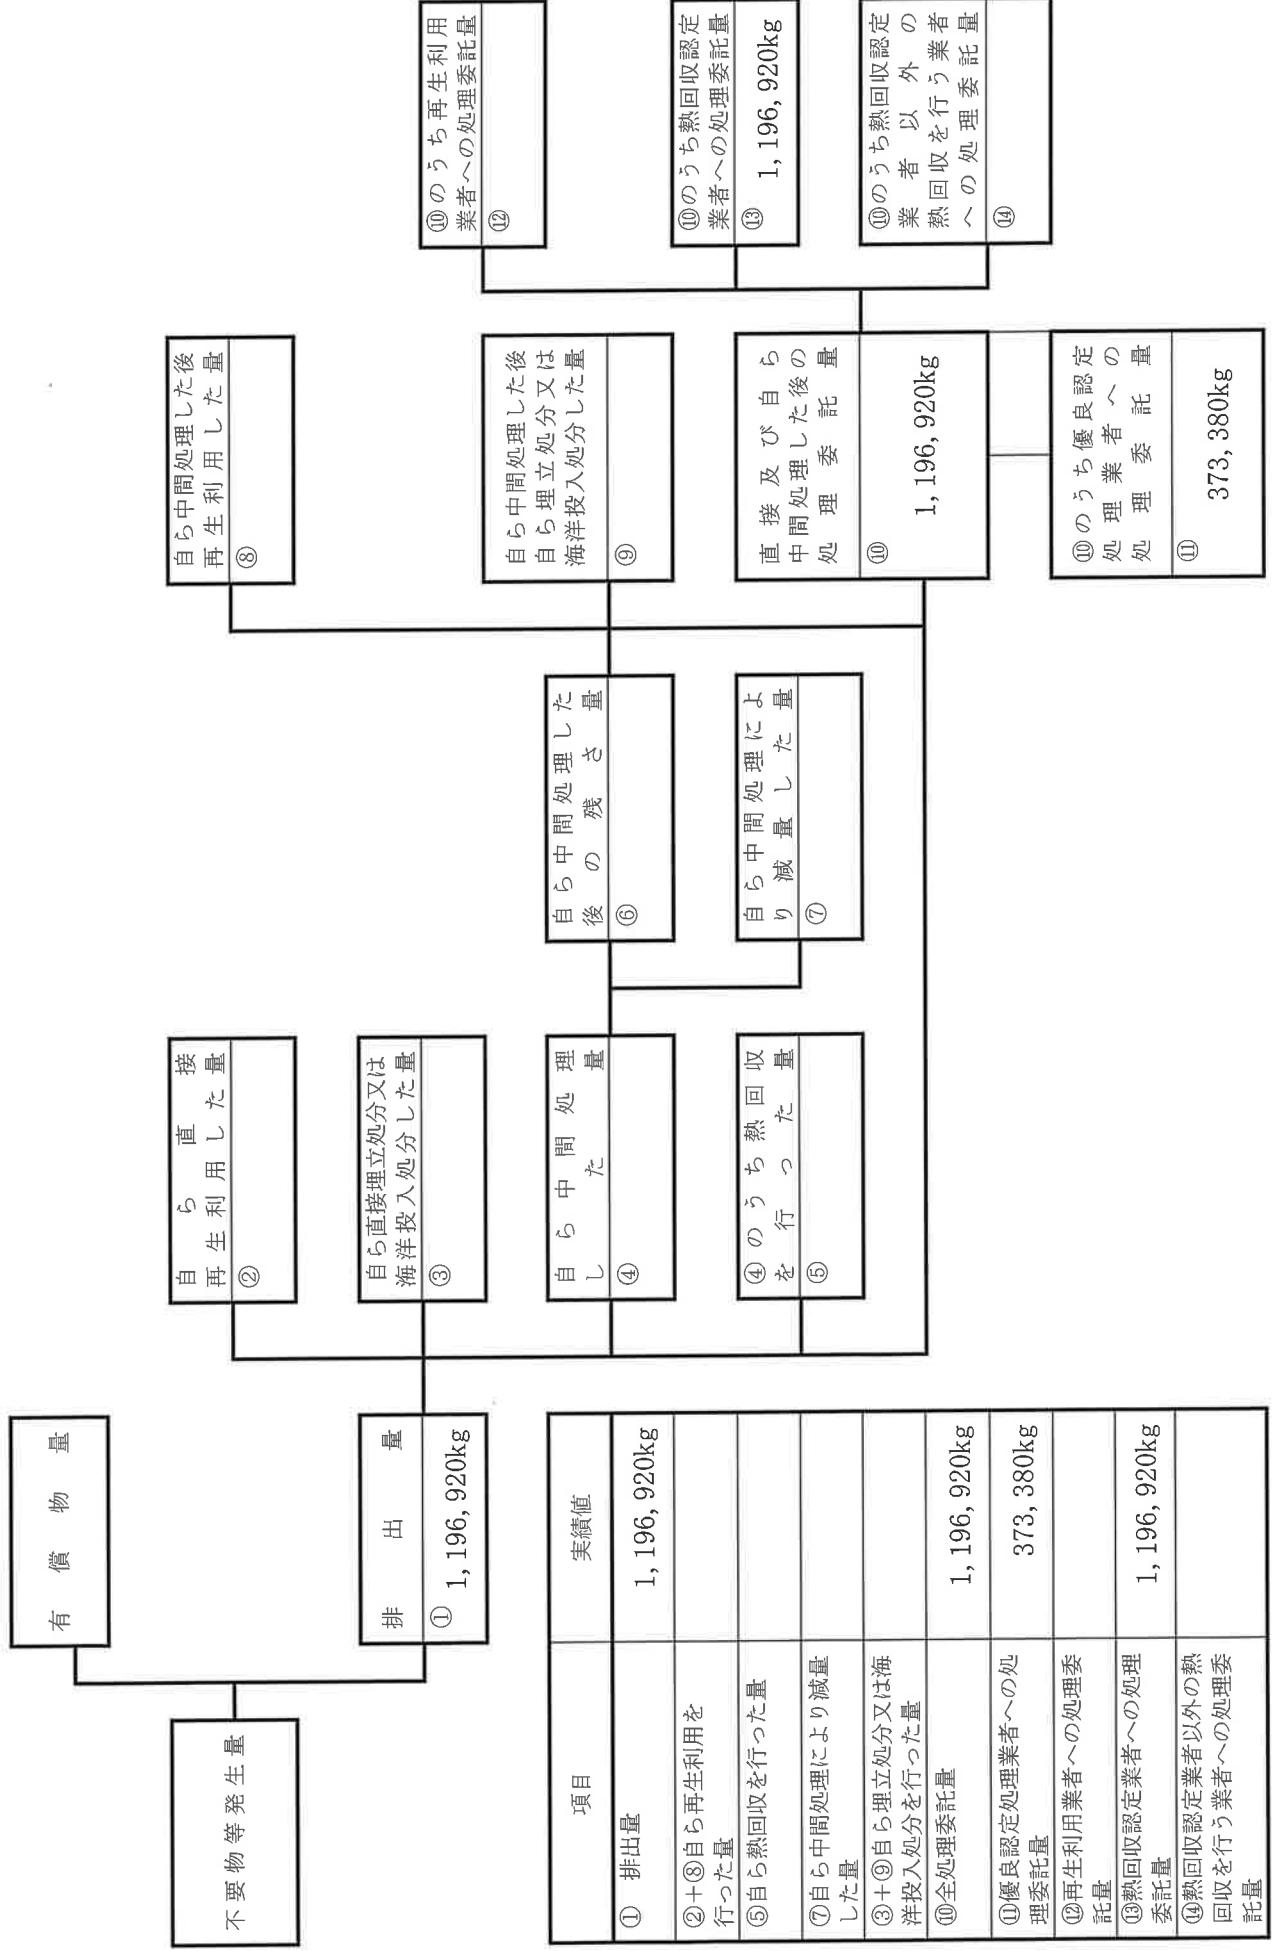 不要物等発生量
有償物量
排出量
① 1,196,920kg
自ら直接
再生利用した量
②
自ら直接埋立処分又は
海洋投入処分した量
③
自ら中間処理
した量
④
④のうち熱回収
を行った量
⑤
自ら中間処理した
後の残さ量
⑥
自ら中間処理によ
り減量した量
⑦
自ら中間処理した後
再生利用した量
⑧
自ら中間処理した後
自ら埋立処分又は
海洋投入処分した量
⑨
直接及び自ら
中間処理した後の
処理委託量
⑩
1,196,920kg
⑩のうち優良認定
処理業者への
処理委託量
⑪
373,380kg
⑩のうち再生利用
業者への処理委託量
⑫
⑩のうち熱回収認定
業者への処理委託量
⑬ 1,196,920kg
⑩のうち熱回収認定
業者以外の
熱回収を行う業者
への処理委託量
⑭
項目 実績値
① 排出量 1,196,920kg
②+⑧自ら再生利用を
行った量
⑤自ら熱回収を行った量
⑦自ら中間処理により減量
した量
③+⑨自ら埋立処分又は海
洋投入処分を行った量
⑩全処理委託量 1,196,920kg
⑪優良認定処理業者への処
理委託量 373,380kg
⑫再生利用業者への処理委
託量
⑬熱回収認定業者への処理
委託量 1,196,920kg
⑭熱回収認定業者以外の熱
回収を行う業者への処理委
託量